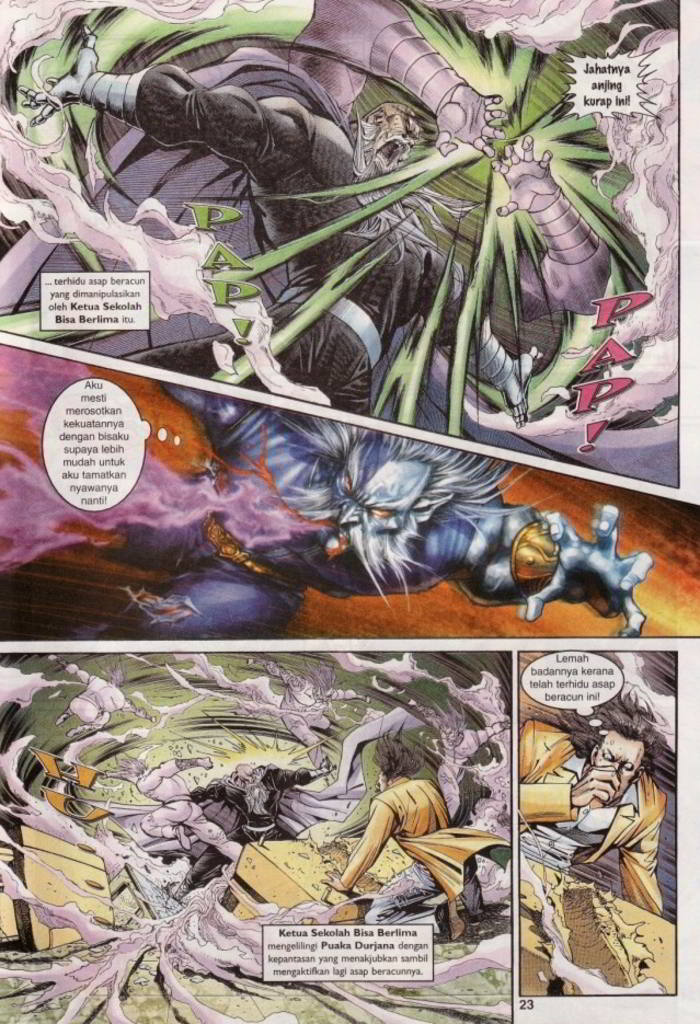 Jahatnya
anjing
kurap ini!
PAP!
... terhidu asap beracun
yang dimanipulasikan
oleh Ketua Sekolah
Bisa Berlima itu.
PAP!
Aku
mesti
merosotkan
kekuatannya
dengan bisaku
supaya lebih
mudah untuk
aku tamatkan
nyawanya
nanti!
HU
Ketua Sekolah Bisa Berlima
mengelilingi Puaka Durjana dengan
kepantasan yang menakjubkan sambil
mengaktifkan lagi asap beracunnya.
Lemah
badannya kerana
telah terhidu asap
beracun ini!
23